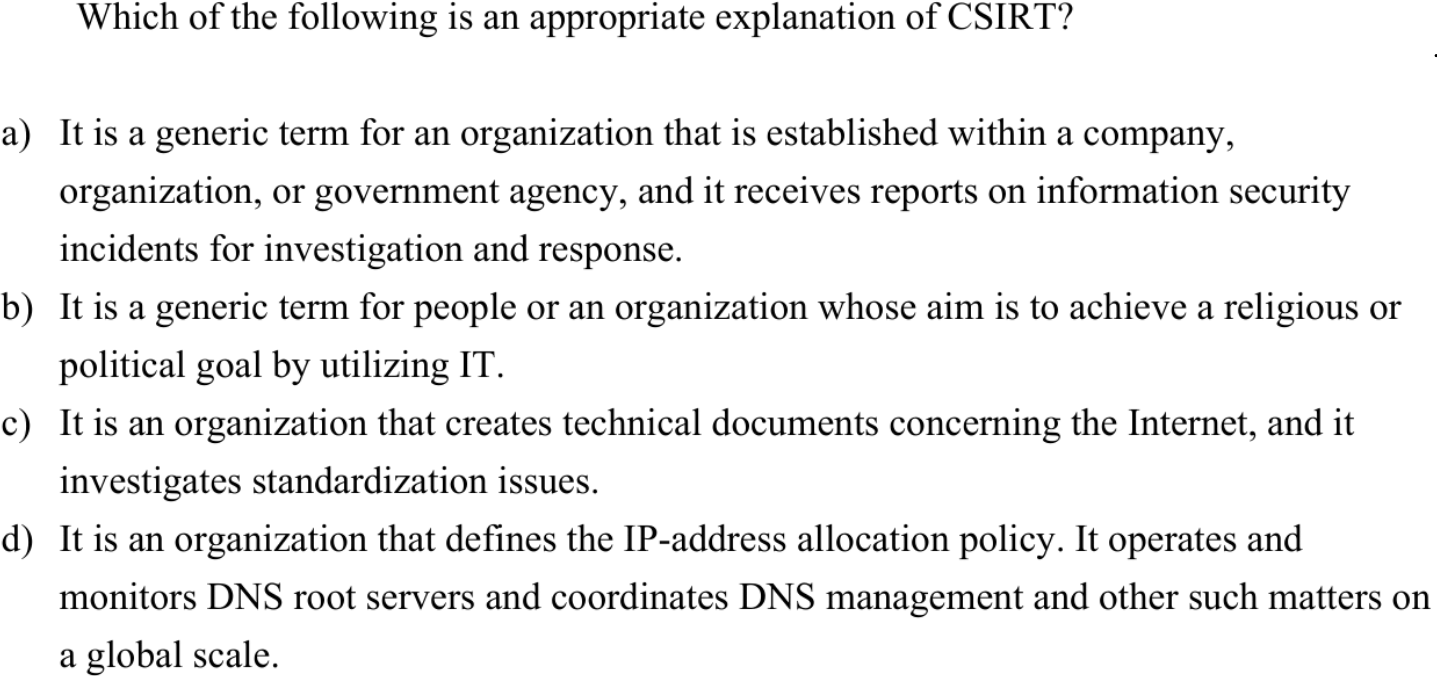 Which of the following is an appropriate explanation of CSIRT?
a) It is a generic term for an organization that is established within a company,
organization, or government agency, and it receives reports on information security
incidents for investigation and response.
b) It is a generic term for people or an organization whose aim is to achieve a religious or
political goal by utilizing IT.
c) It is an organization that creates technical documents concerning the Internet, and it
investigates standardization issues.
d) It is an organization that defines the IP-address allocation policy. It operates and
monitors DNS root servers and coordinates DNS management and other such matters on
a global scale.